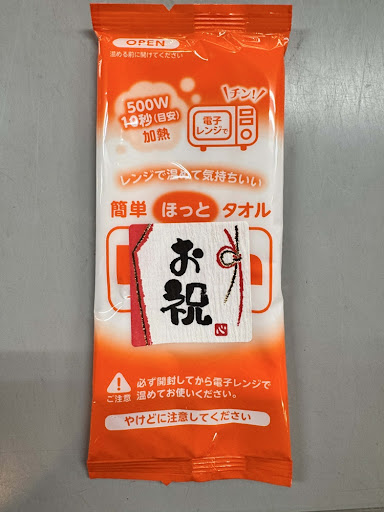 OPEN
温める前に開けてください
500W
10秒(目安)
加熱
チン!
電子
レンジで
レンジで温めて気持ちいい
簡単 ほっと タオル
お祝
心
ご注意
必ず開封してから電子レンジで
温めてお使いください。
やけどに注意してください